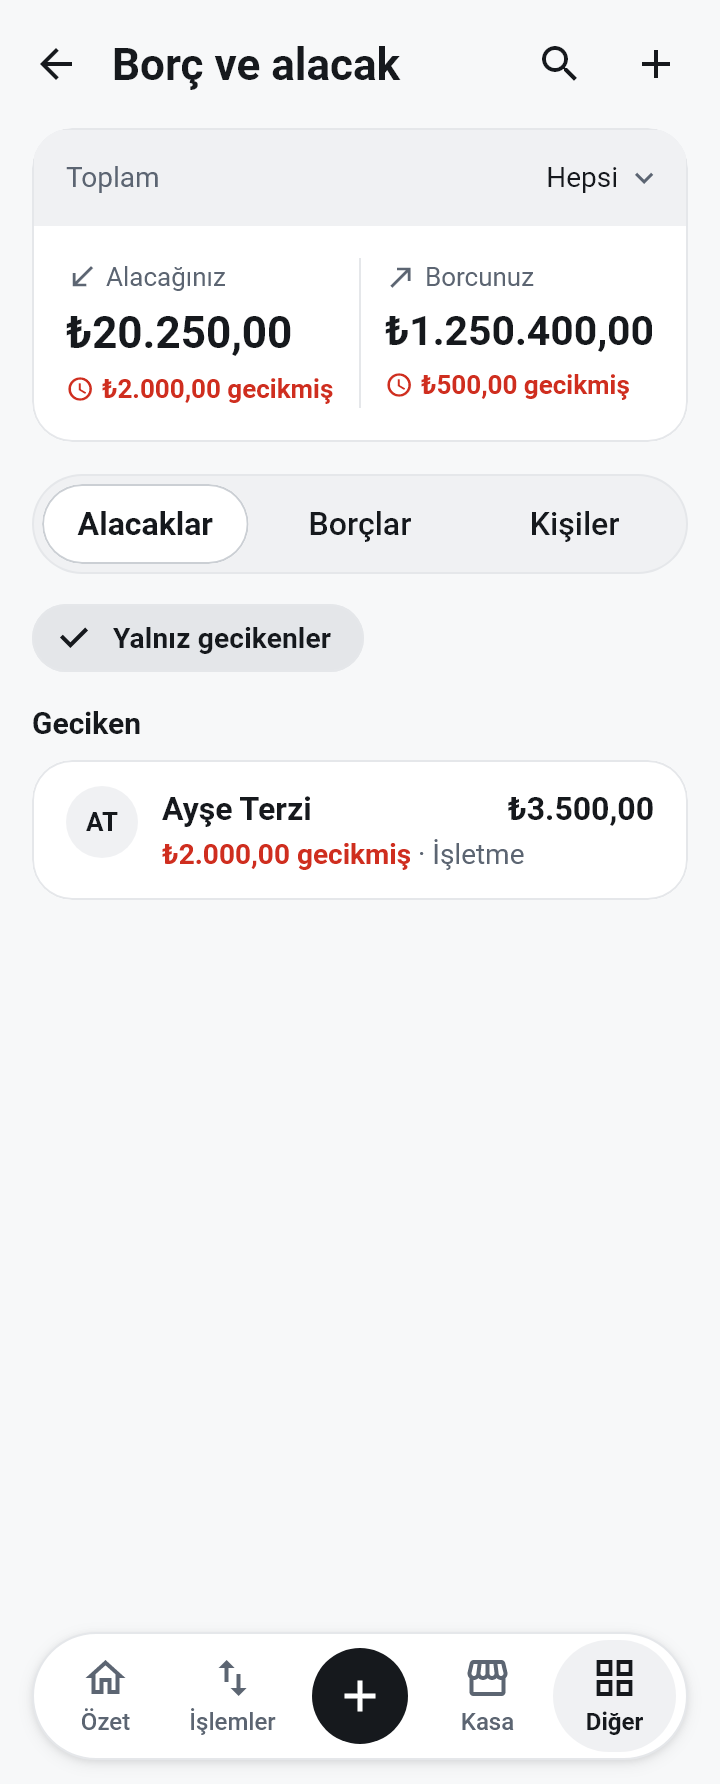 Borç ve alacak
Toplam
Hepsi
Alacağınız
₺20.250,00
₺2.000,00 gecikmiş
Borcunuz
₺1.250.400,00
₺500,00 gecikmiş
Alacaklar
Borçlar
Kişiler
Yalnız gecikenler
Geciken
AT
Ayşe Terzi
₺3.500,00
₺2.000,00 gecikmiş · İşletme
Özet
İşlemler
Kasa
Diğer